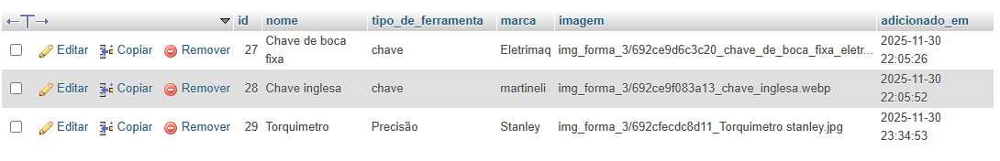 id nome tipo_de_ferramenta marca imagem adicionado_em
Editar Copiar Remover 27 Chave de boca fixa chave Eletrimaq img_forma_3/692ce9d6c3c20_chave_de_boca_fixa_eletr... 2025-11-30 22:05:26
Editar Copiar Remover 28 Chave inglesa chave martineli img_forma_3/692ce9f083a13_chave_inglesa.webp 2025-11-30 22:05:52
Editar Copiar Remover 29 Torquimetro Precisão Stanley img_forma_3/692cfecdc8d11_Torquimetro stanley.jpg 2025-11-30 23:34:53